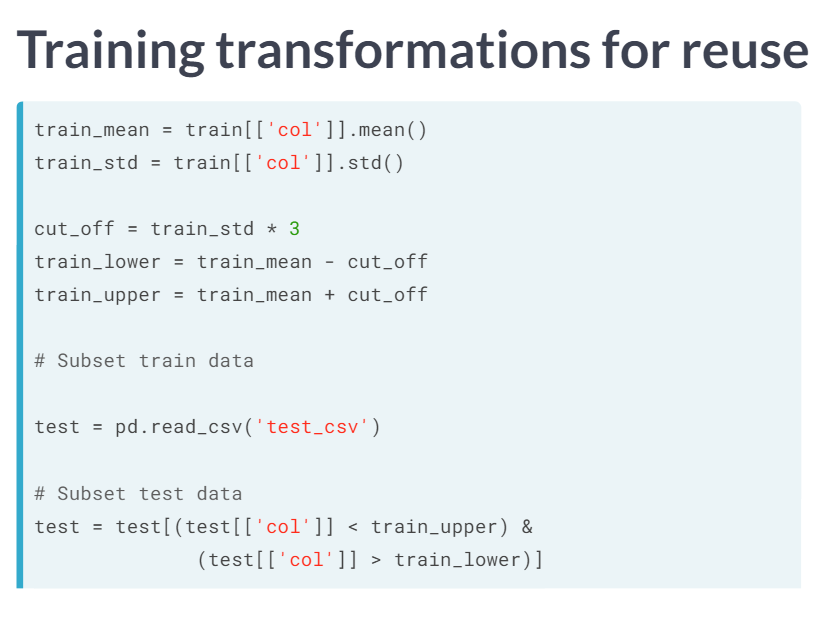 Training transformations for reuse
train_mean = train[['col']].mean()
train_std = train[['col']].std()
cut_off = train_std * 3
train_lower = train_mean - cut_off
train_upper = train_mean + cut_off
# Subset train data
test = pd.read_csv('test_csv')
# Subset test data
test = test[(test[['col']] < train_upper) &
(test[['col']] > train_lower)]